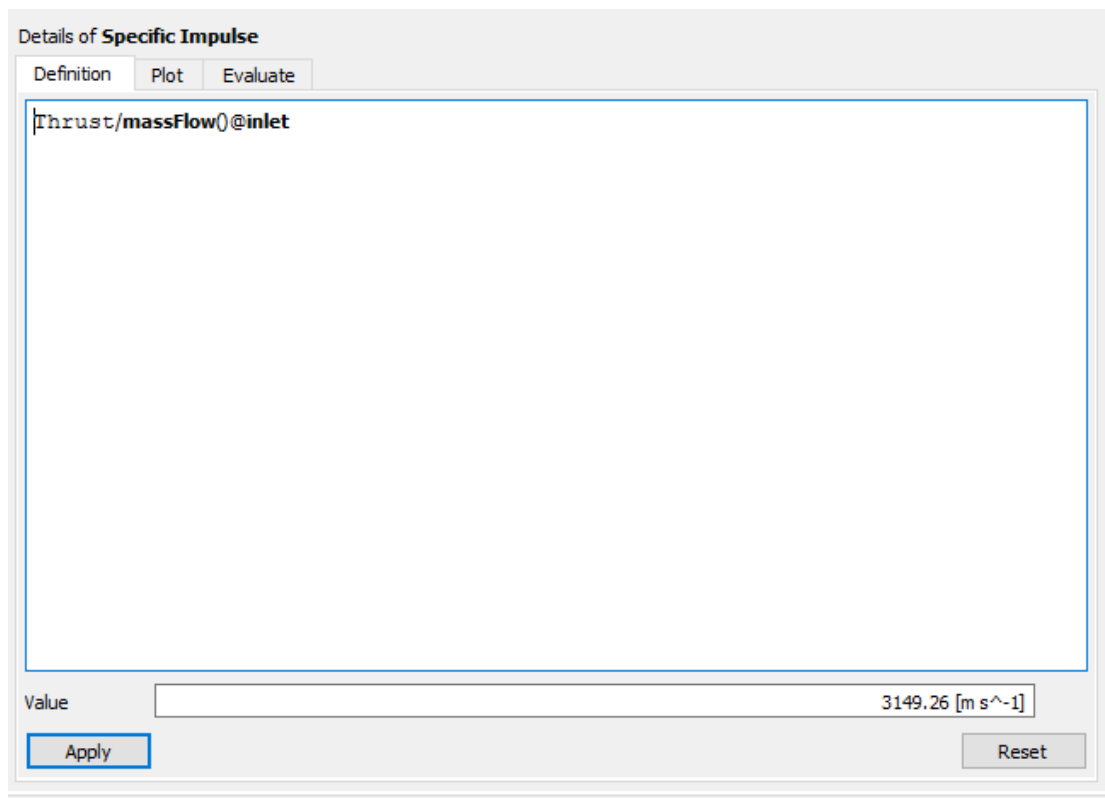 Details of Specific Impulse
Definition Plot Evaluate
Thrust/massFlow()@inlet
Value 3149.26 [m s^-1]
Apply Reset